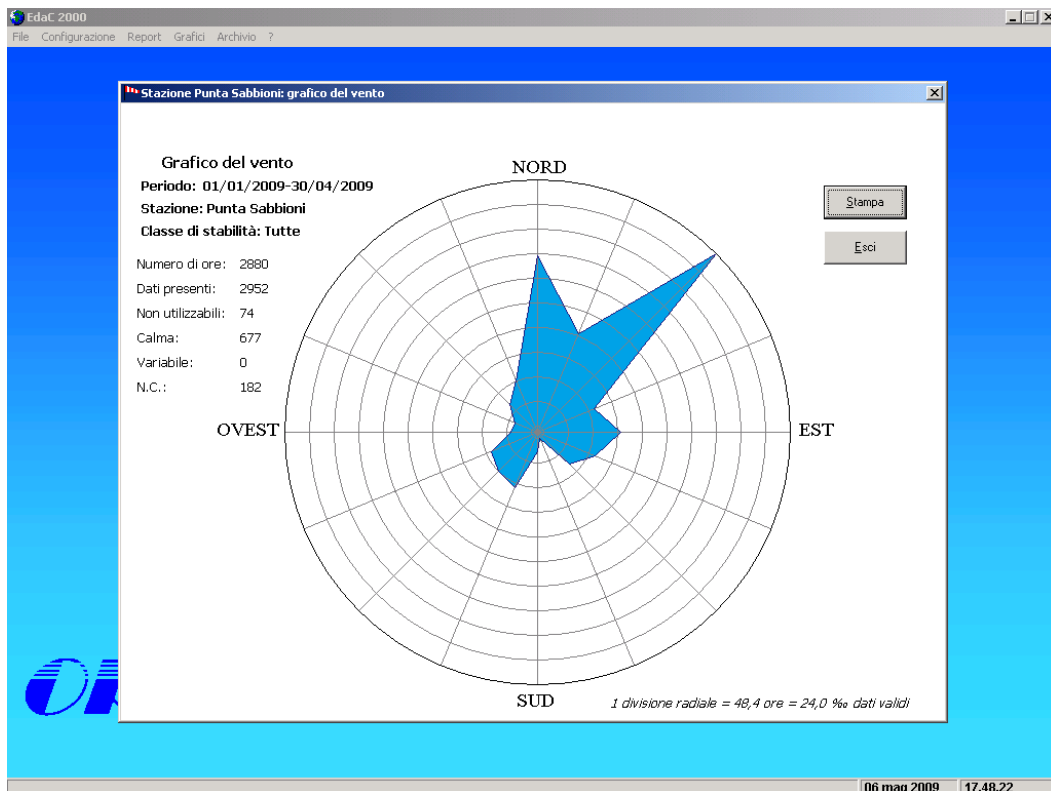 EdaC 2000
File Configurazione Report Grafici Archivio ?
Stazione Punta Sabbioni: grafico del vento
Grafico del vento
Periodo: 01/01/2009-30/04/2009
Stazione: Punta Sabbioni
Classe di stabilità: Tutte
Numero di ore: 2880
Dati presenti: 2952
Non utilizzabili: 74
Calma: 677
Variabile: 0
N.C.: 182
NORD
Stampa
Esci
OVEST
EST
SUD
1 divisione radiale = 48,4 ore = 24,0 ‰ dati validi
06 mag 2009 17.48.22